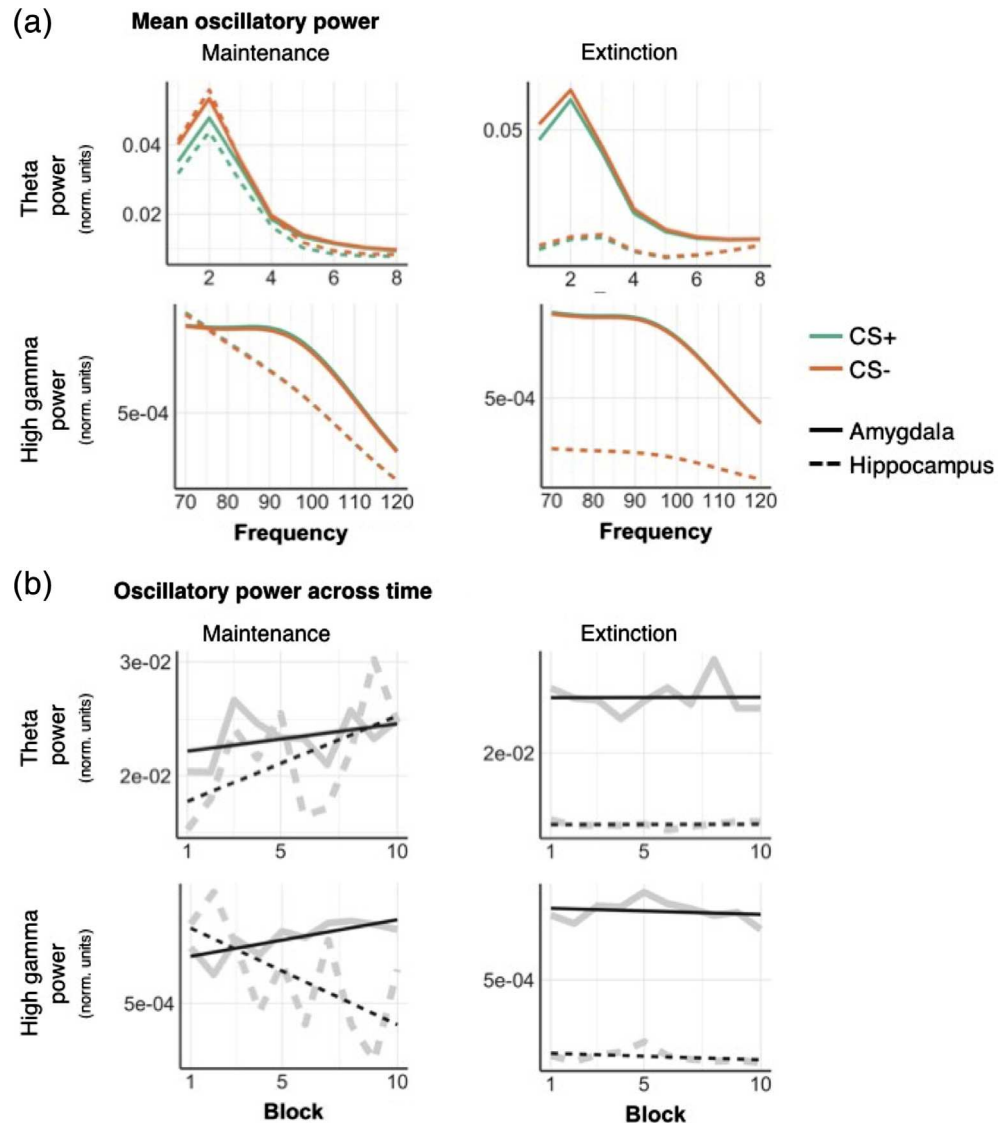 (a)
Mean oscillatory power
Maintenance
Extinction
Theta
power
(norm. units)
0.04
0.02
2
4
6
8
0.05
2
4
6
8
High gamma
power
(norm. units)
5e-04
70 80 90 100 110 120
Frequency
5e-04
70 80 90 100 110 120
Frequency
CS+
CS-
Amygdala
Hippocampus
(b)
Oscillatory power across time
Maintenance
Extinction
Theta
power
(norm. units)
3e-02
2e-02
1
5
10
2e-02
1
5
10
High gamma
power
(norm. units)
5e-04
1
5
10
Block
5e-04
1
5
10
Block